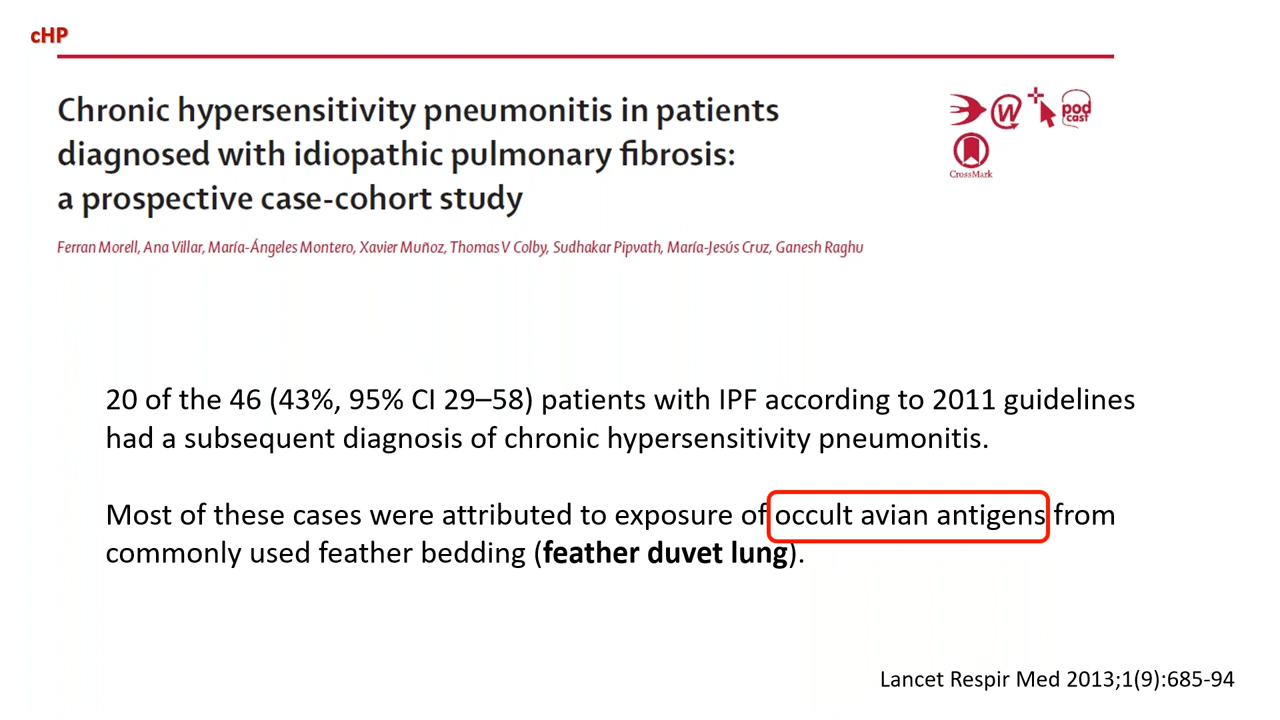 cHP
Chronic hypersensitivity pneumonitis in patients
diagnosed with idiopathic pulmonary fibrosis:
a prospective case-cohort study
W
pod
cast
CrossMark
Ferran Morell, Ana Villar, María-Ángeles Montero, Xavier Muñoz, Thomas V Colby, Sudhakar Pipvath, María-Jesús Cruz, Ganesh Raghu
20 of the 46 (43%, 95% CI 29–58) patients with IPF according to 2011 guidelines
had a subsequent diagnosis of chronic hypersensitivity pneumonitis.
Most of these cases were attributed to exposure of occult avian antigens from
commonly used feather bedding (feather duvet lung).
Lancet Respir Med 2013;1(9):685-94